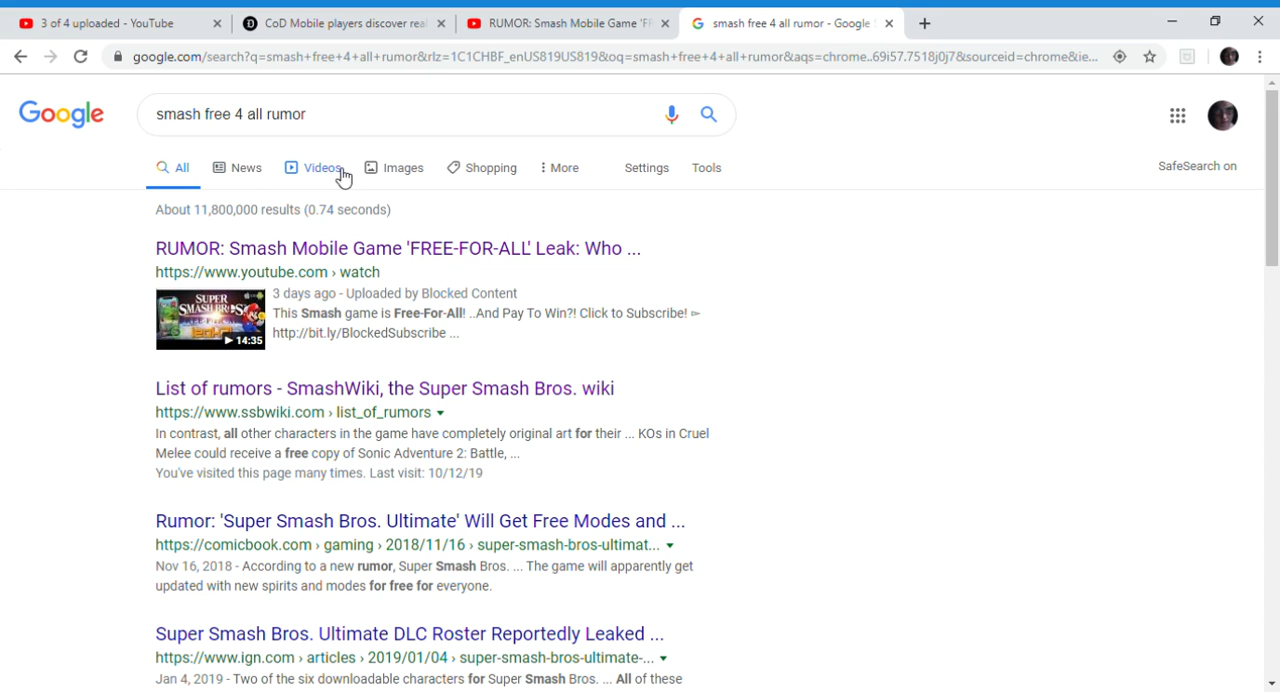 3 of 4 uploaded - YouTube
CoD Mobile players discover real
RUMOR: Smash Mobile Game 'F
smash free 4 all rumor - Google S
google.com/search?q=smash+free+4+all+rumor&rlz=1C1CHBF_enUS819US819&oq=smash+free+4+all+rumor&aqs=chrome..69i57.7518j0j7&sourceid=chrome&ie...
Google
smash free 4 all rumor
All
News
Videos
Images
Shopping
More
Settings
Tools
SafeSearch on
About 11,800,000 results (0.74 seconds)
RUMOR: Smash Mobile Game 'FREE-FOR-ALL' Leak: Who ...
https://www.youtube.com › watch
SUPER
SMASH BROS
14:35
3 days ago - Uploaded by Blocked Content
This Smash game is Free-For-All! ..And Pay To Win?! Click to Subscribe! ▻
http://bit.ly/BlockedSubscribe ...
List of rumors - SmashWiki, the Super Smash Bros. wiki
https://www.ssbwiki.com › list_of_rumors
In contrast, all other characters in the game have completely original art for their ... KOs in Cruel
Melee could receive a free copy of Sonic Adventure 2: Battle, ...
You've visited this page many times. Last visit: 10/12/19
Rumor: 'Super Smash Bros. Ultimate' Will Get Free Modes and ...
https://comicbook.com › gaming › 2018/11/16 › super-smash-bros-ultimat...
Nov 16, 2018 - According to a new rumor, Super Smash Bros. ... The game will apparently get
updated with new spirits and modes for free for everyone.
Super Smash Bros. Ultimate DLC Roster Reportedly Leaked ...
https://www.ign.com › articles › 2019/01/04 › super-smash-bros-ultimate-...
Jan 4, 2019 - Two of the six downloadable characters for Super Smash Bros. ... All of these